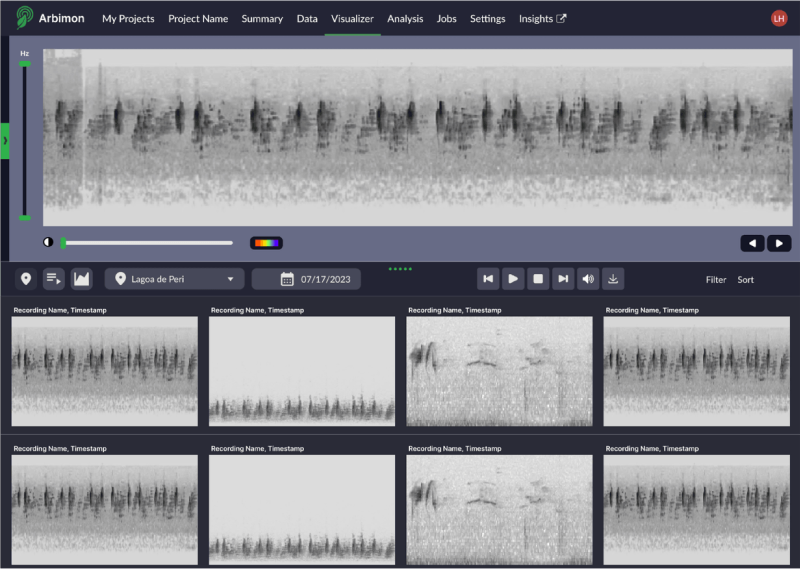 Arbimon My Projects Project Name Summary Data Visualizer Analysis Jobs Settings Insights LH
Hz
Lagoa de Peri 07/17/2023 Filter Sort
Recording Name, Timestamp Recording Name, Timestamp Recording Name, Timestamp Recording Name, Timestamp
Recording Name, Timestamp Recording Name, Timestamp Recording Name, Timestamp Recording Name, Timestamp